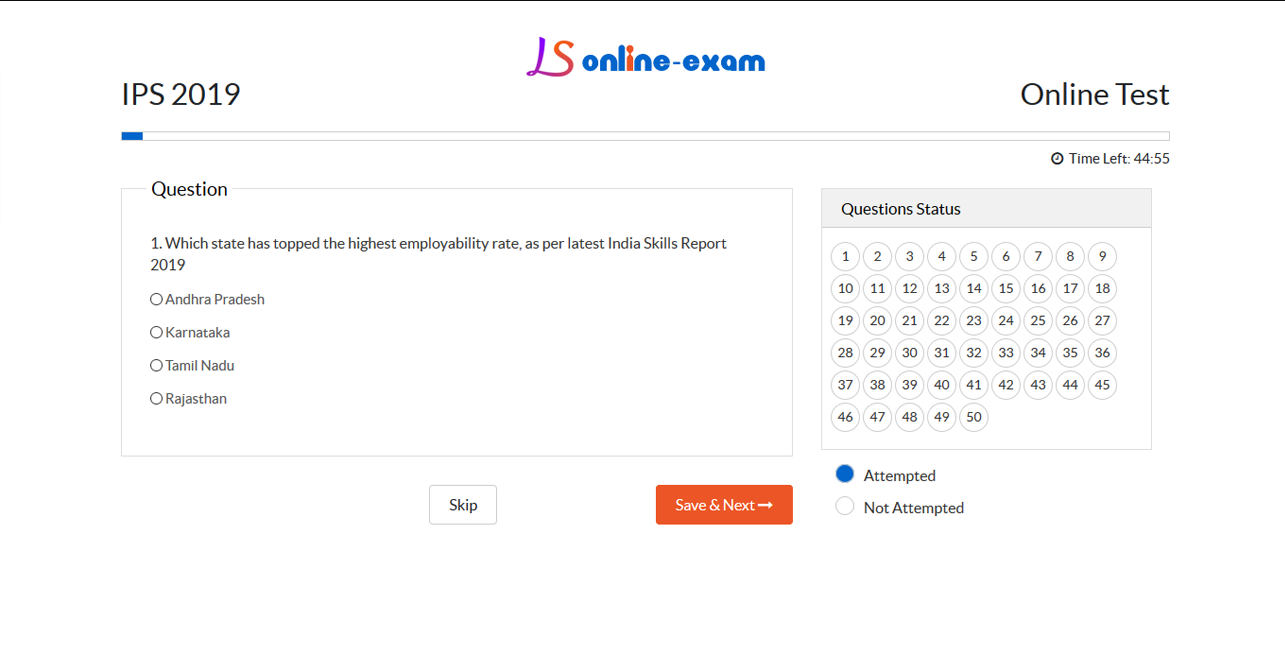 LS online-exam
IPS 2019
Online Test
Time Left: 44:55
Question
1. Which state has topped the highest employability rate, as per latest India Skills Report
2019
Andhra Pradesh
Karnataka
Tamil Nadu
Rajasthan
Skip
Save & Next
Questions Status
1 2 3 4 5 6 7 8 9
10 11 12 13 14 15 16 17 18
19 20 21 22 23 24 25 26 27
28 29 30 31 32 33 34 35 36
37 38 39 40 41 42 43 44 45
46 47 48 49 50
Attempted
Not Attempted